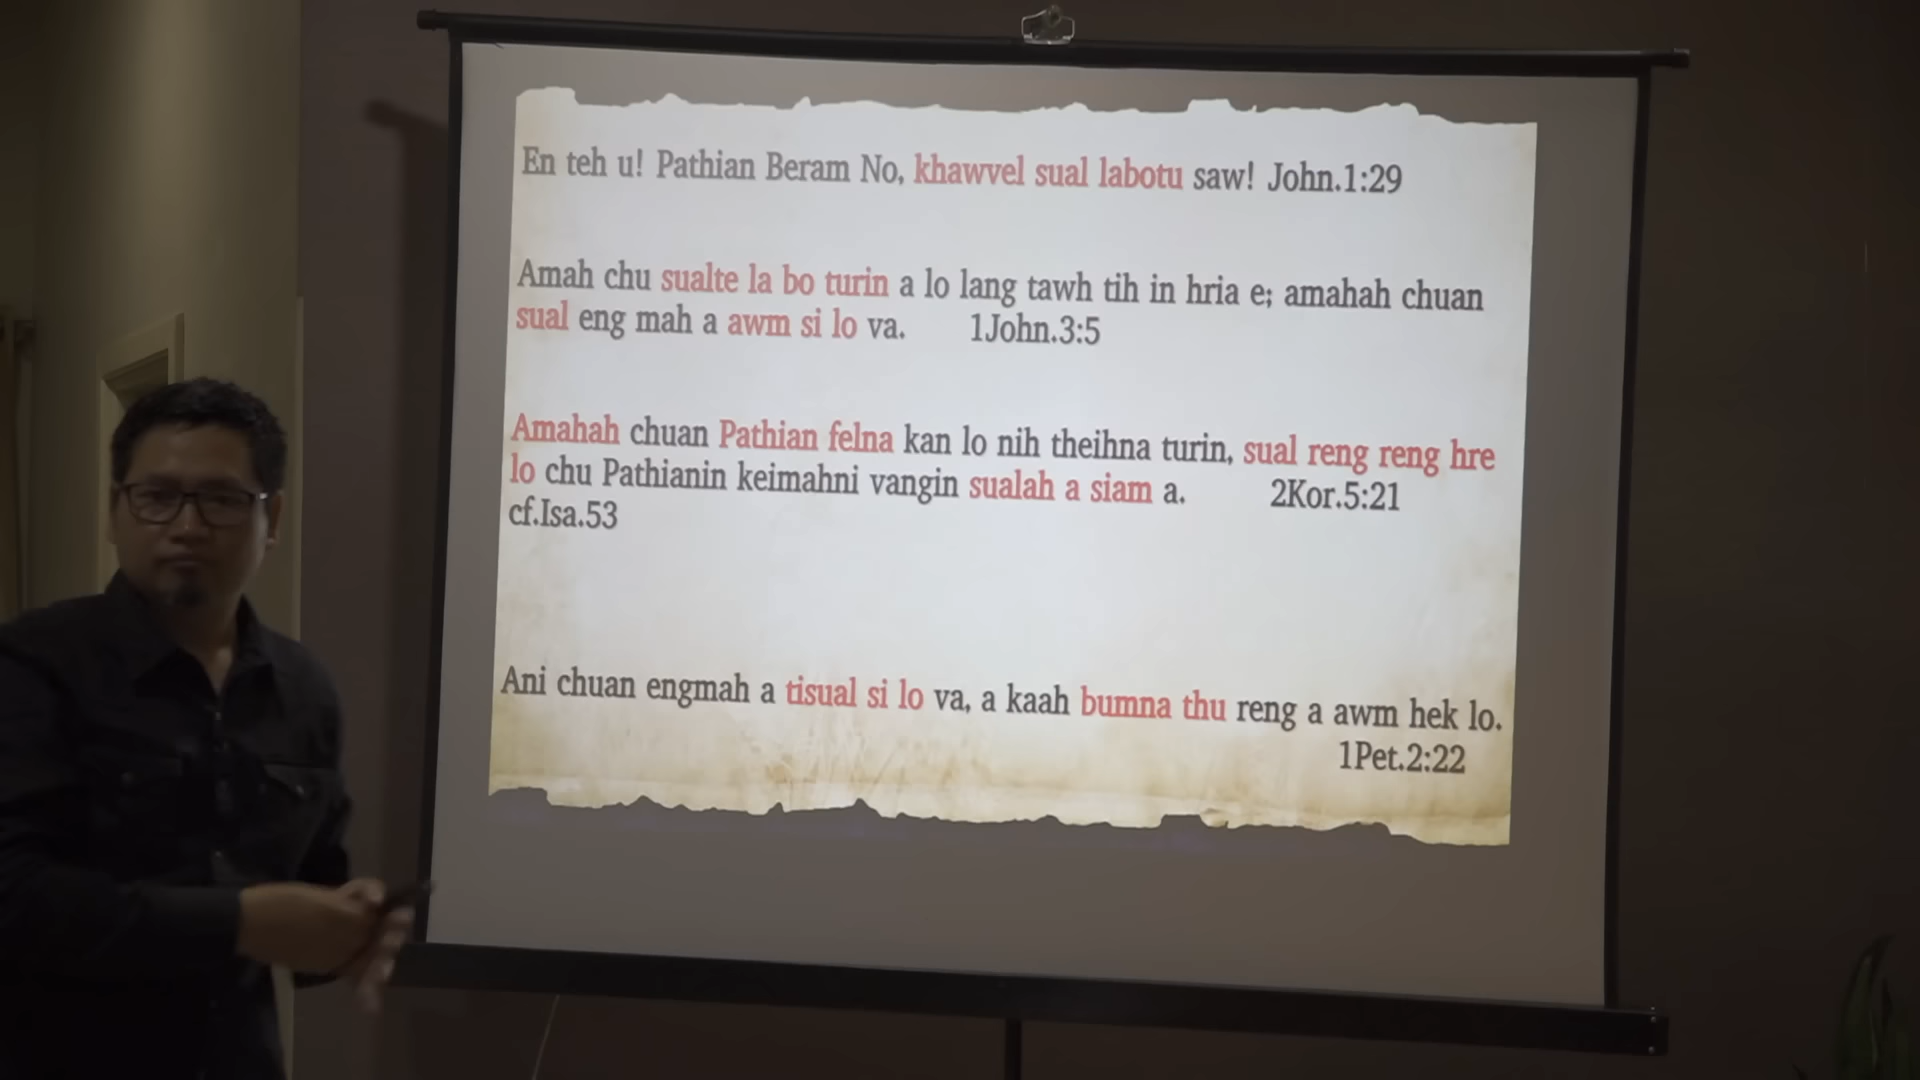 En teh u! Pathian Beram No, khawvel sual labotu saw! John.1:29
Amah chu sualte la bo turin a lo lang tawh tih in hria e; amahah chuan
sual eng mah a awm si lo va. 1John.3:5
Amahah chuan Pathian felna kan lo nih theihna turin, sual reng reng hre
lo chu Pathianin keimahni vangin sualah a siam a. 2Kor.5:21
cf.Isa.53
Ani chuan engmah a tisual si lo va, a kaah bumna thu reng a awm hek lo.
1Pet.2:22